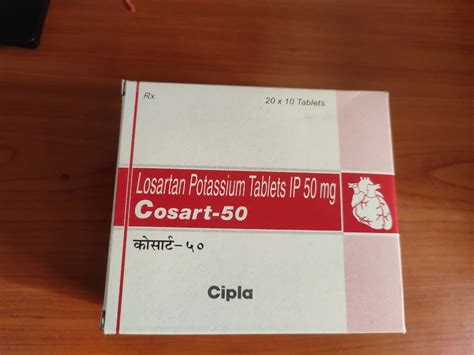 Rx
20 x 10 Tablets
Losartan Potassium Tablets IP 50 mg
Cosart-50
कोसार्ट-५०
Cipla